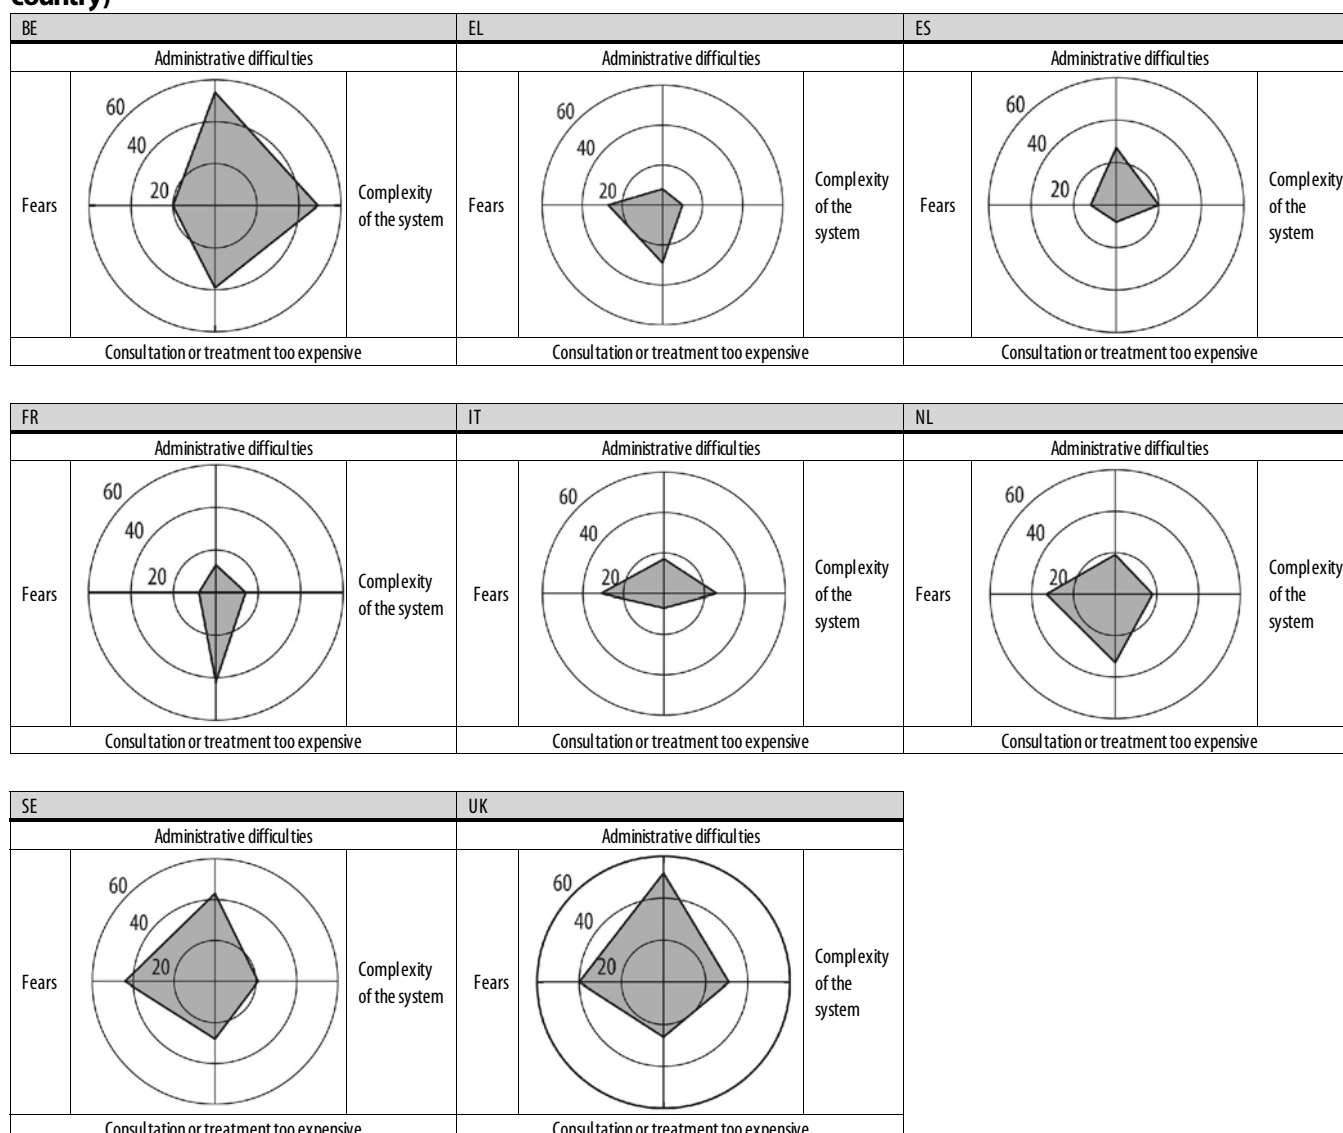 country)
BE EL ES
Administrative difficulties Administrative difficulties Administrative difficulties
60 60 60
40 40 40
20 20 20
Fears Complexity of the system Fears Complexity of the system Fears Complexity of the system
Consultation or treatment too expensive Consultation or treatment too expensive Consultation or treatment too expensive
FR IT NL
Administrative difficulties Administrative difficulties Administrative difficulties
60 60 60
40 40 40
20 20 20
Fears Complexity of the system Fears Complexity of the system Fears Complexity of the system
Consultation or treatment too expensive Consultation or treatment too expensive Consultation or treatment too expensive
SE UK
Administrative difficulties Administrative difficulties
60 60
40 40
20 20
Fears Complexity of the system Fears Complexity of the system
Consultation or treatment too expensive Consultation or treatment too expensive